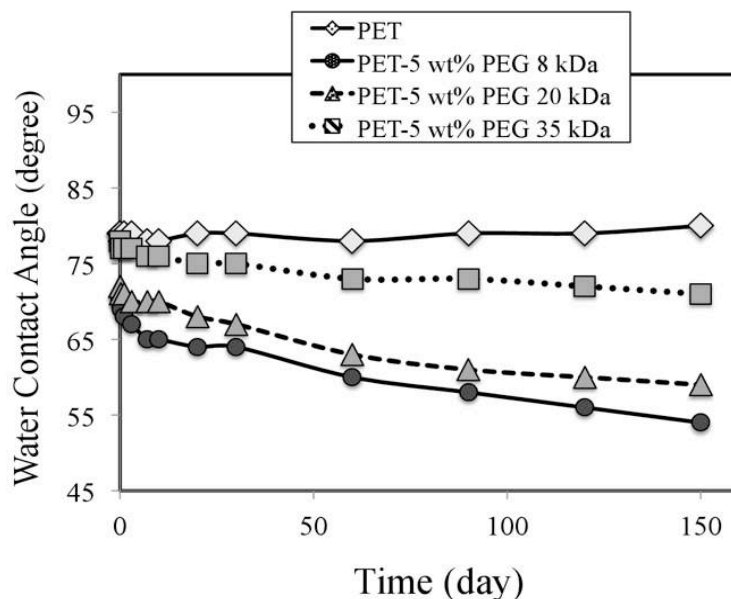 PET
PET-5 wt% PEG 8 kDa
PET-5 wt% PEG 20 kDa
PET-5 wt% PEG 35 kDa
95
85
75
65
55
45
Water Contact Angle (degree)
0 50 100 150
Time (day)